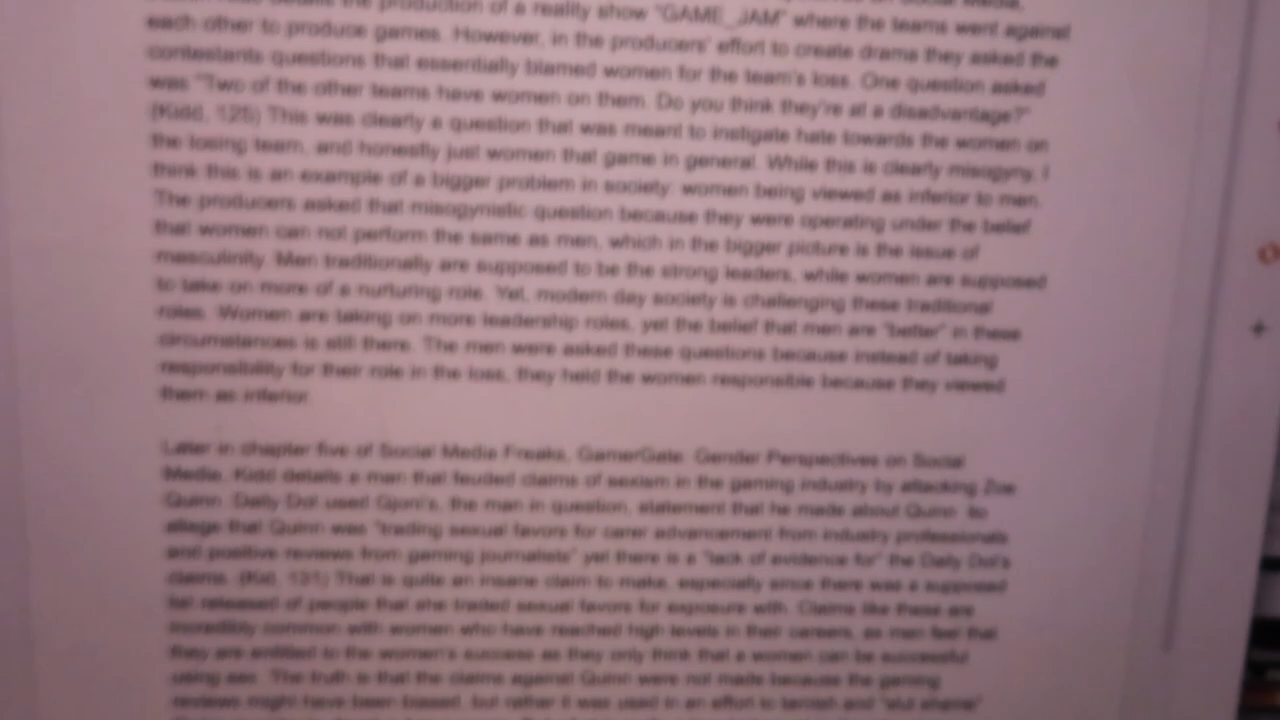 details the production of a reality show "GAME_JAM" where the teams went against
each other to produce games. However, in the producers' effort to create drama they asked the
contestants questions that essentially blamed women for the team's loss. One question asked
was "Two of the other teams have women on them. Do you think they're at a disadvantage?"
(Kidd, 125) This was clearly a question that was meant to instigate hate towards the women on
the losing team, and honestly just women that game in general. While this is clearly misogyny, I
think this is an example of a bigger problem in society: women being viewed as inferior to men.
The producers asked that misogynistic question because they were operating under the belief
that women can not perform the same as men, which in the bigger picture is the issue of
masculinity. Men traditionally are supposed to be the strong leaders, while women are supposed
to take on more of a nurturing role. Yet, modern day society is challenging these traditional
roles. Women are taking on more leadership roles, yet the belief that men are "better" in these
circumstances is still there. The men were asked these questions because instead of taking
responsibility for their role in the loss, they held the women responsible because they viewed
them as inferior.
Later in chapter five of Social Media Freaks, GamerGate: Gender Perspectives on Social
Media, Kidd details a man that feuded claims of sexism in the gaming industry by attacking Zoe
Quinn. Daily Dot used Gjoni's, the man in question, statement that he made about Quinn to
allege that Quinn was "trading sexual favors for carer advancement from industry professionals
and positive reviews from gaming journalists" yet there is a "lack of evidence for" the Daily Dot's
claims. (Kid, 131) That is quite an insane claim to make, especially since there was a supposed
list released of people that she traded sexual favors for exposure with. Claims like these are
incredibly common with women who have reached high levels in their careers, as men feel that
they are entitled to the women's success as they only think that a women can be successful
using sex. The truth is that the claims against Quinn were not made because the gaming
reviews might have been biased, but rather it was used in an effort to tarnish and "slut shame"